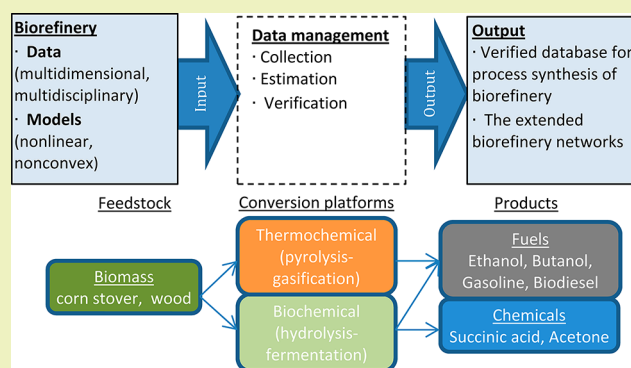 Biorefinery
· Data
(multidimensional,
multidisciplinary)
· Models
(nonlinear,
nonconvex)
Input
Data management
· Collection
· Estimation
· Verification
Output
Output
· Verified database for
process synthesis of
biorefinery
· The extended
biorefinery networks
Feedstock
Conversion platforms
Products
Biomass
corn stover, wood
Thermochemical
(pyrolysis-
gasification)
Biochemical
(hydrolysis-
fermentation)
Fuels
Ethanol, Butanol,
Gasoline, Biodiesel
Chemicals
Succinic acid, Acetone